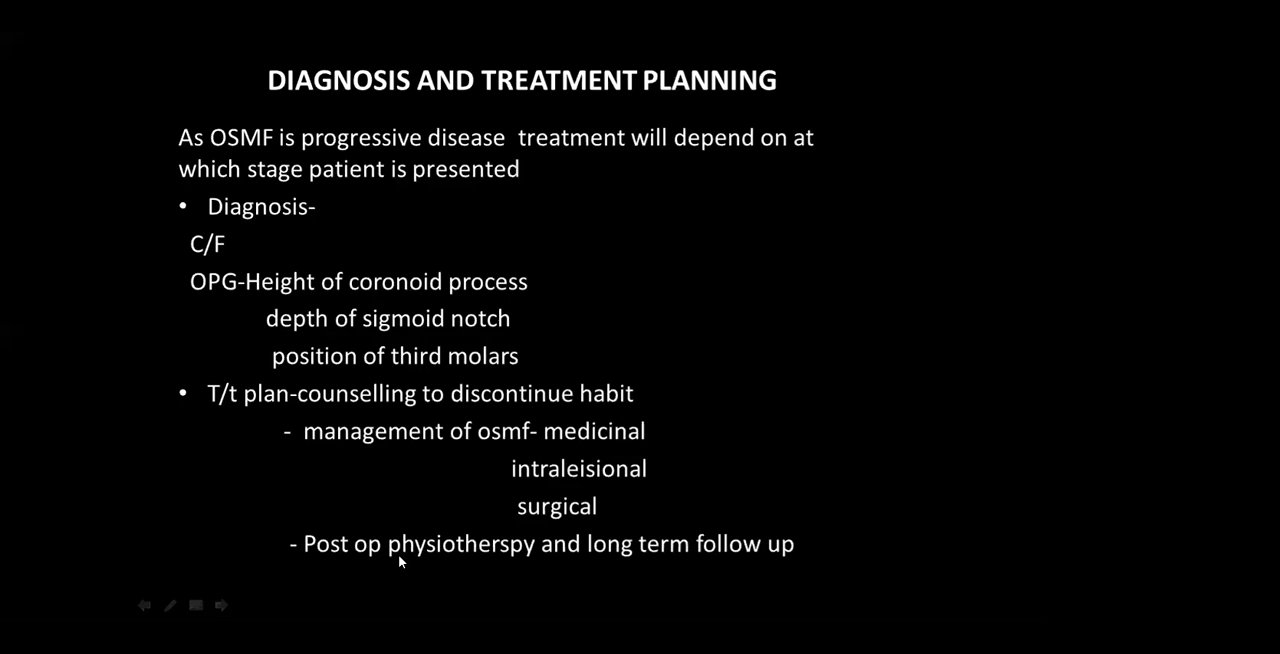 DIAGNOSIS AND TREATMENT PLANNING
As OSMF is progressive disease treatment will depend on at
which stage patient is presented
• Diagnosis-
C/F
OPG-Height of coronoid process
depth of sigmoid notch
position of third molars
• T/t plan-counselling to discontinue habit
- management of osmf- medicinal
intraleisional
surgical
- Post op physiotherspy and long term follow up